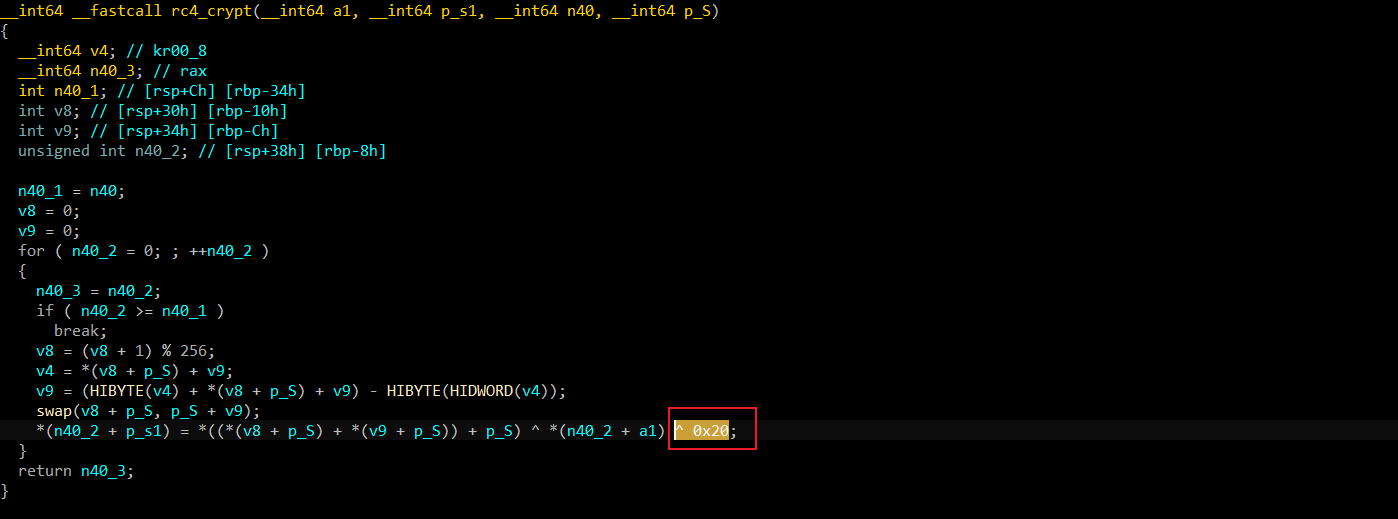 __int64 __fastcall rc4_crypt(__int64 a1, __int64 p_s1, __int64 n40, __int64 p_S)
{
  __int64 v4; // kr00_8
  __int64 n40_3; // rax
  int n40_1; // [rsp+Ch] [rbp-34h]
  int v8; // [rsp+30h] [rbp-10h]
  int v9; // [rsp+34h] [rbp-Ch]
  unsigned int n40_2; // [rsp+38h] [rbp-8h]

  n40_1 = n40;
  v8 = 0;
  v9 = 0;
  for ( n40_2 = 0; ; ++n40_2 )
  {
    n40_3 = n40_2;
    if ( n40_2 >= n40_1 )
      break;
    v8 = (v8 + 1) % 256;
    v4 = *(v8 + p_S) + v9;
    v9 = (HIBYTE(v4) + *(v8 + p_S) + v9) - HIBYTE(HIDWORD(v4));
    swap(v8 + p_S, p_S + v9);
    *(n40_2 + p_s1) = *((*(v8 + p_S) + *(v9 + p_S)) + p_S) ^ *(n40_2 + a1) ^ 0x20;
  }
  return n40_3;
}